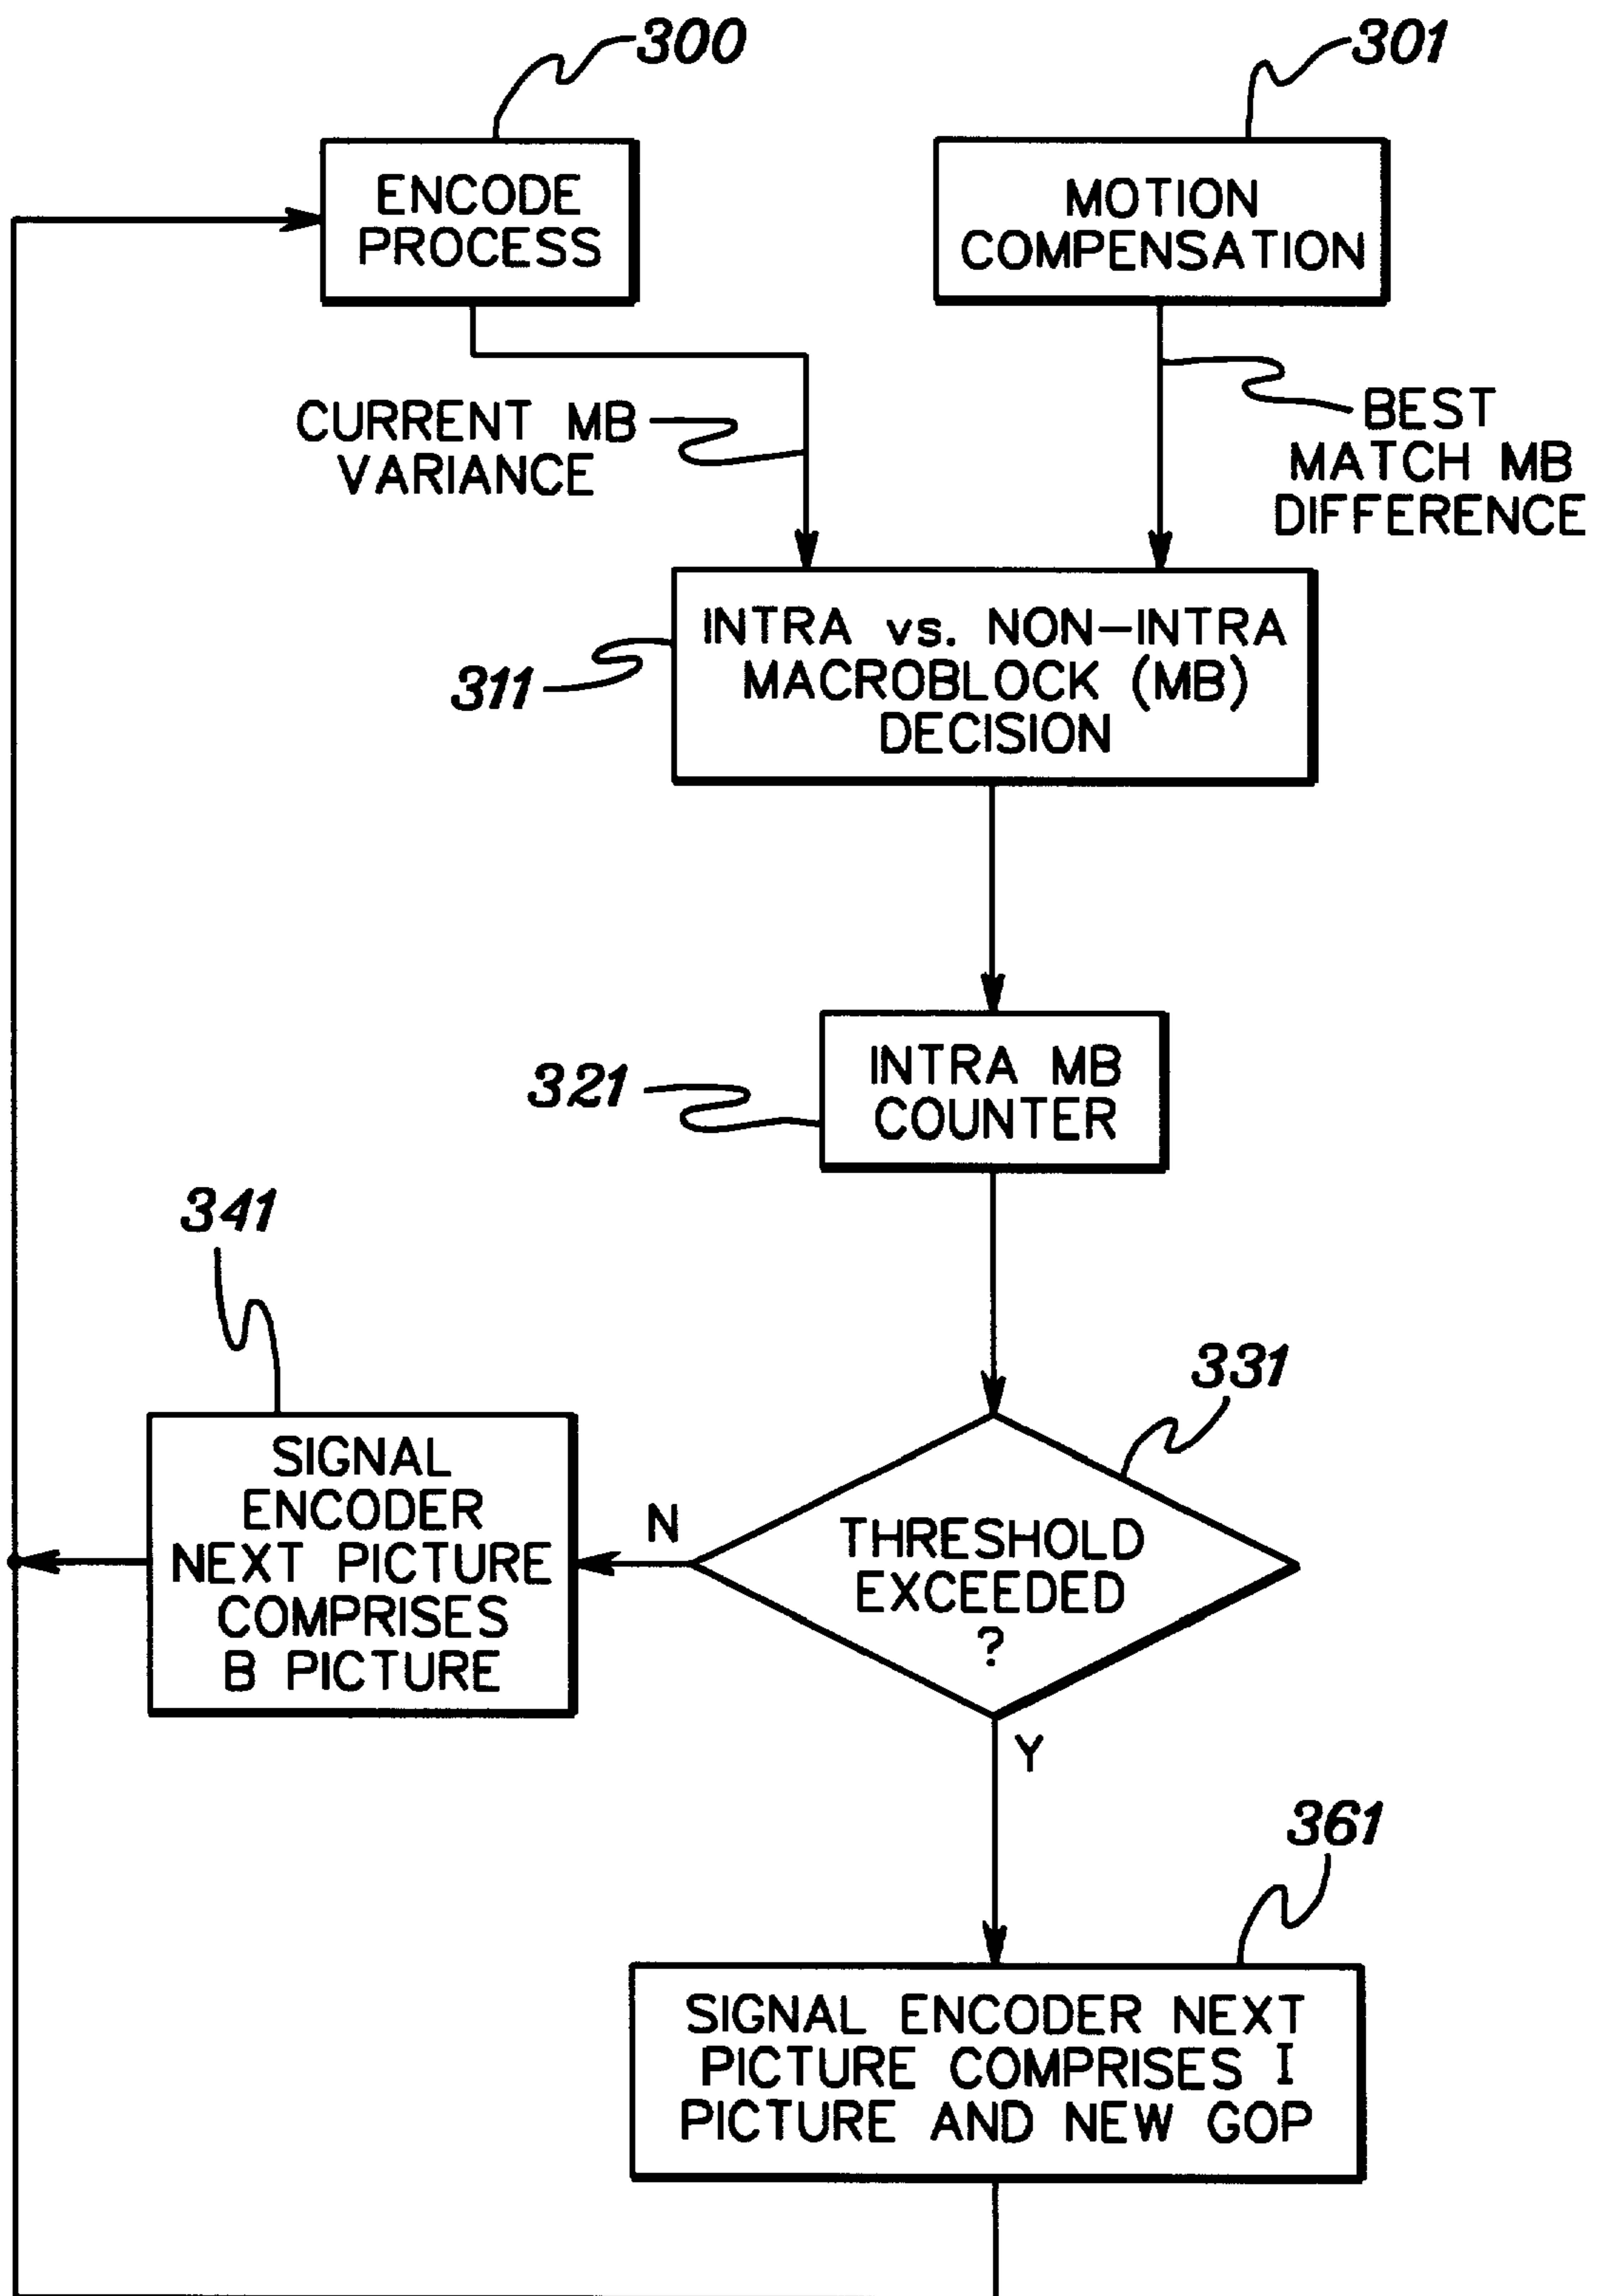 300
301
ENCODE
PROCESS
MOTION
COMPENSATION
CURRENT MB
VARIANCE
BEST
MATCH MB
DIFFERENCE
INTRA vs. NON-INTRA
MACROBLOCK (MB)
DECISION
311
INTRA MB
COUNTER
321
341
331
SIGNAL
ENCODER
NEXT PICTURE
COMPRISES
B PICTURE
N
THRESHOLD
EXCEEDED
?
Y
361
SIGNAL ENCODER NEXT
PICTURE COMPRISES I
PICTURE AND NEW GOP